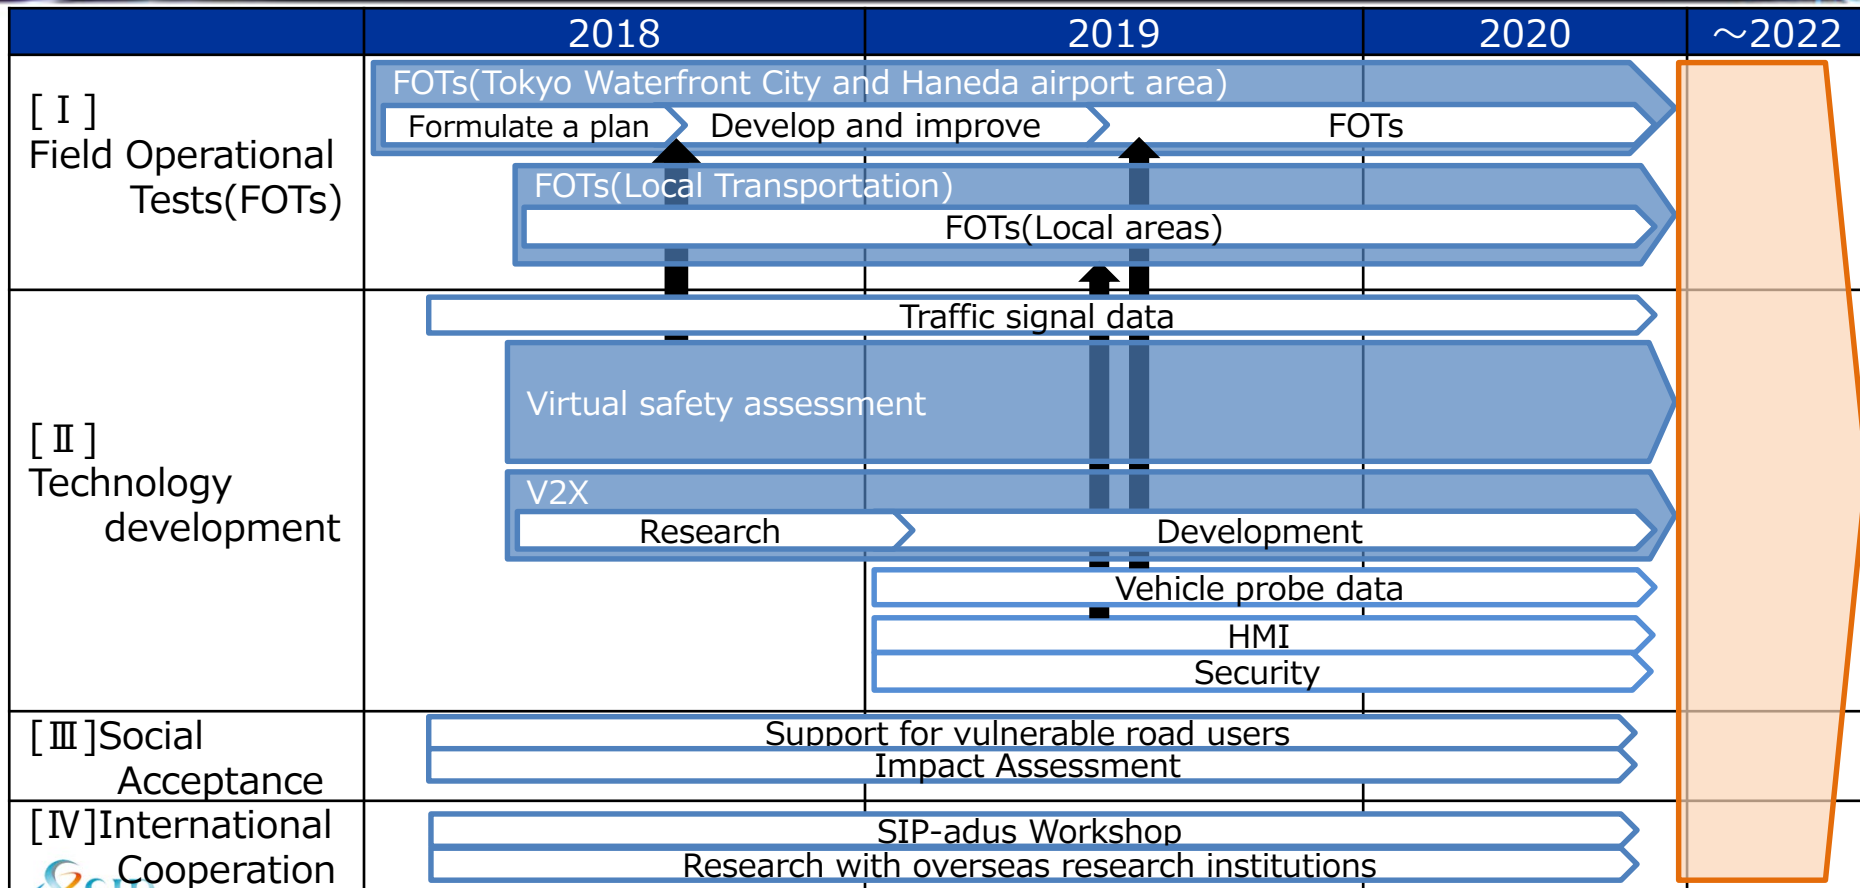 2018 2019 2020 ～2022
[Ⅰ]
Field Operational
Tests(FOTs)
FOTs(Tokyo Waterfront City and Haneda airport area)
Formulate a plan Develop and improve FOTs
FOTs(Local Transportation)
FOTs(Local areas)
[Ⅱ]
Technology
development
Traffic signal data
Virtual safety assessment
V2X
Research Development
Vehicle probe data
HMI
Security
[Ⅲ]Social
Acceptance
Support for vulnerable road users
Impact Assessment
[Ⅳ]International
Cooperation
SIP-adus Workshop
Research with overseas research institutions